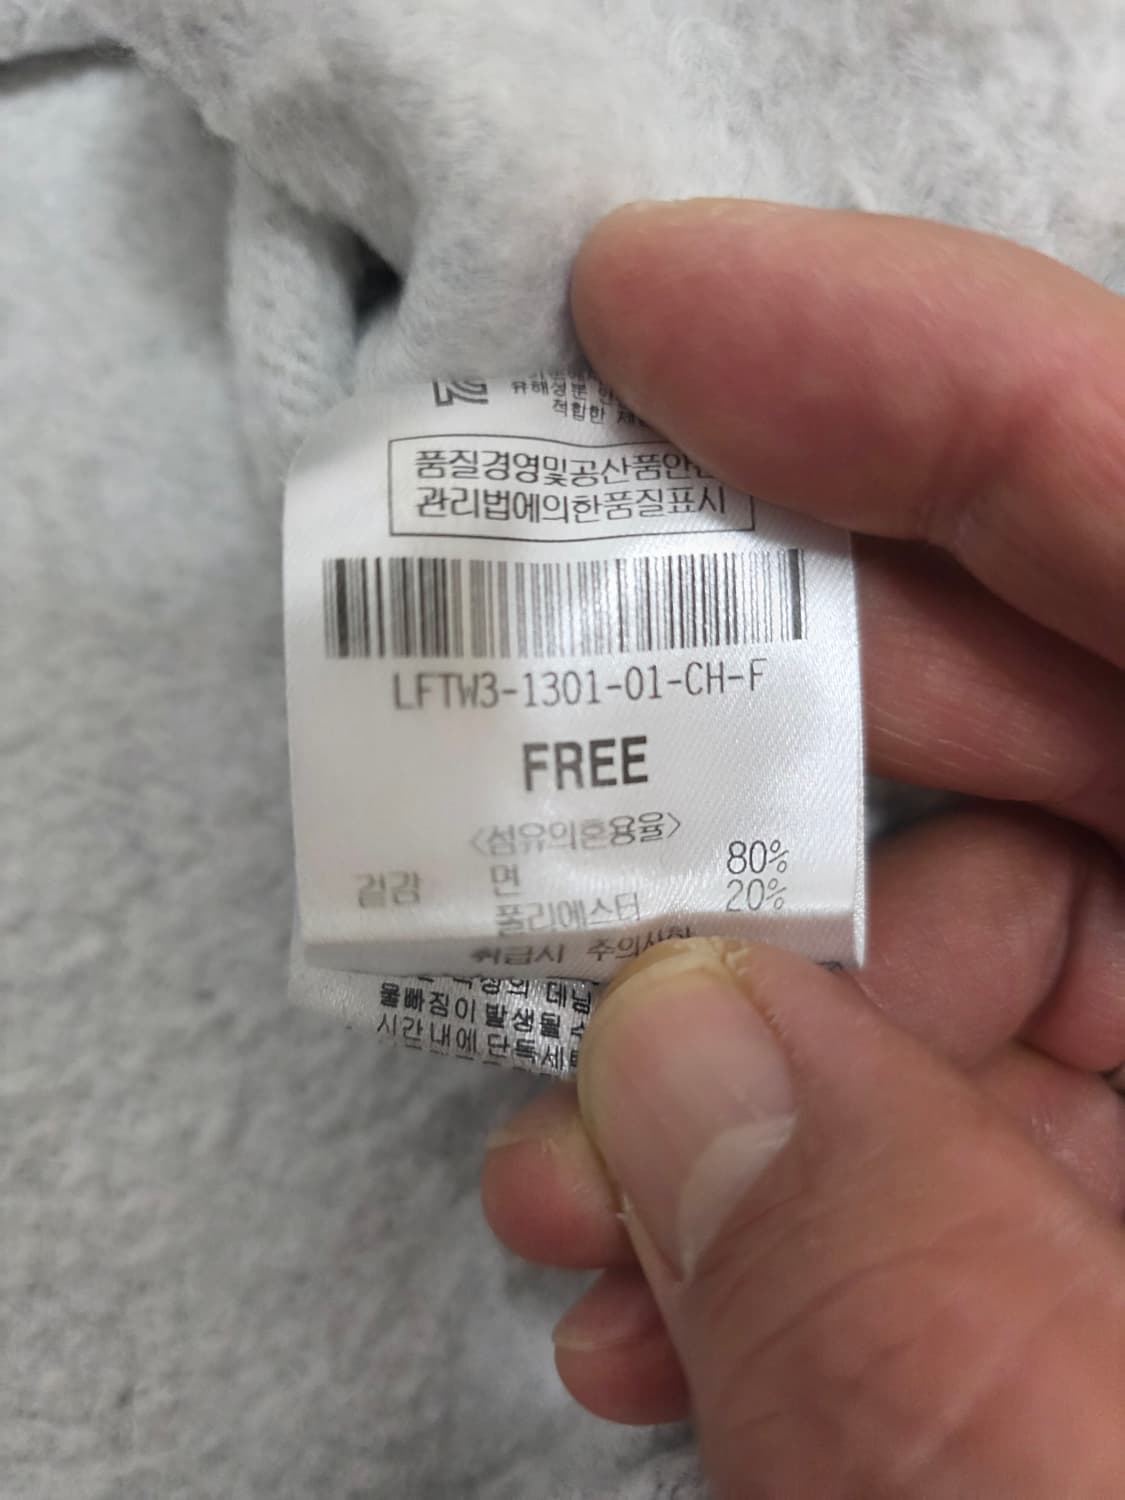 유해성분
적합한
품질경영및공산품안전
관리법에의한품질표시
LFTW3-1301-01-CH-F
FREE
<섬유의혼용율>
겉감 면 80%
폴리에스터 20%
취급시 주의사항
물빠짐이 발생될
시간내에 단독세탁